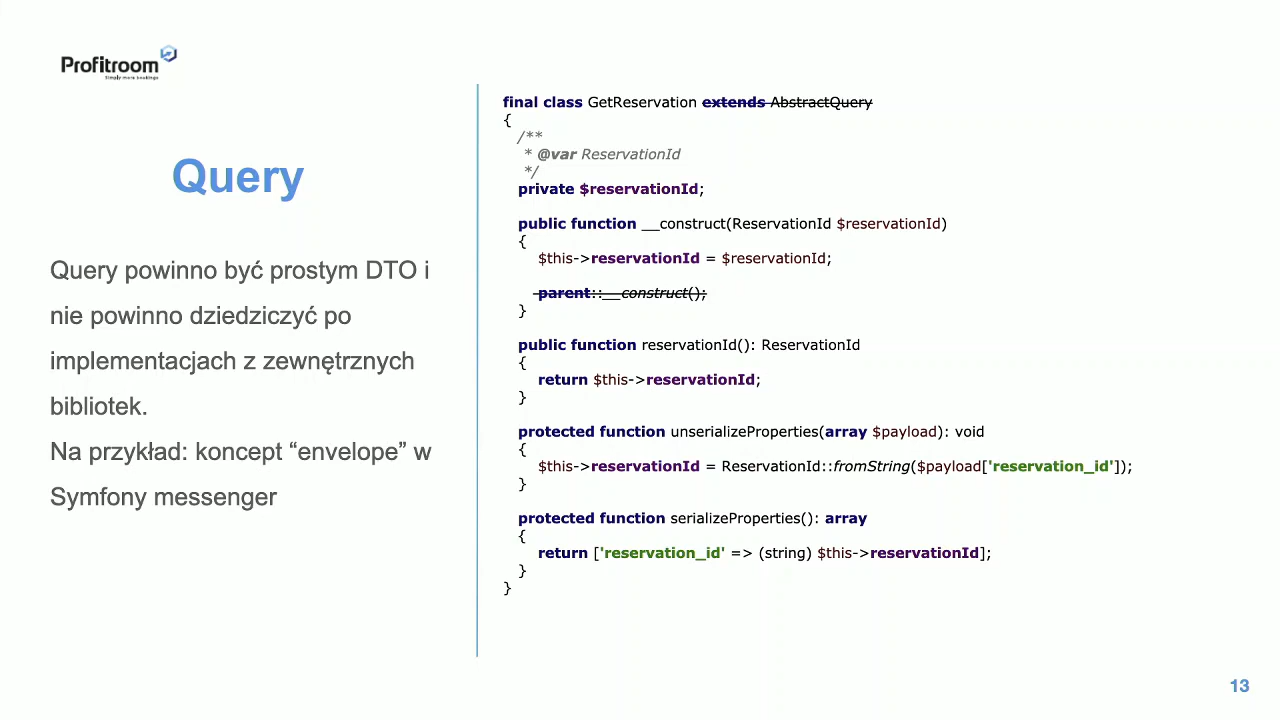 Profitroom
Simply more bookings
Query
Query powinno być prostym DTO i
nie powinno dziedziczyć po
implementacjach z zewnętrznych
bibliotek.
Na przykład: koncept “envelope” w
Symfony messenger
final class GetReservation extends AbstractQuery
{
/**
* @var ReservationId
*/
private $reservationId;
public function __construct(ReservationId $reservationId)
{
$this->reservationId = $reservationId;
parent::__construct();
}
public function reservationId(): ReservationId
{
return $this->reservationId;
}
protected function unserializeProperties(array $payload): void
{
$this->reservationId = ReservationId::fromString($payload['reservation_id']);
}
protected function serializeProperties(): array
{
return ['reservation_id' => (string) $this->reservationId];
}
}
13